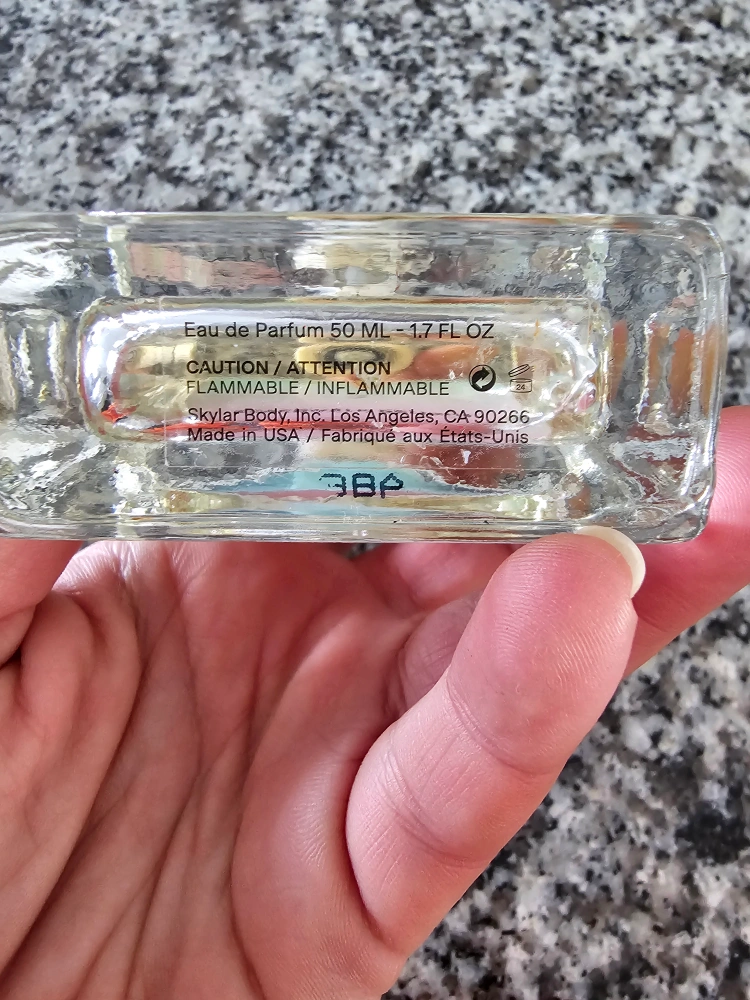 Eau de Parfum 50 ML - 1.7 FL OZ
CAUTION / ATTENTION
FLAMMABLE / INFLAMMABLE
24
Skylar Body, Inc. Los Angeles, CA 90266
Made in USA / Fabriqué aux États-Unis